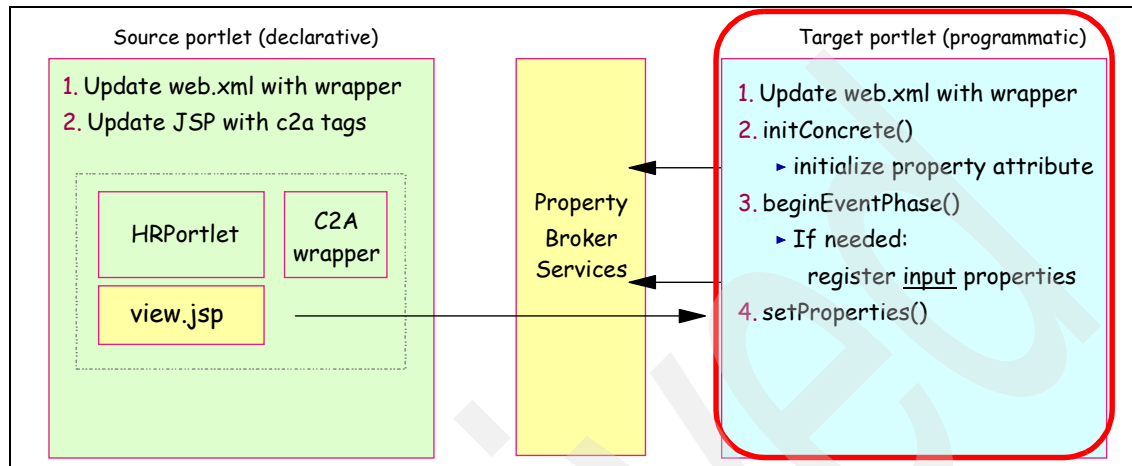 Source portlet (declarative)
1. Update web.xml with wrapper
2. Update JSP with c2a tags
HRPortlet
C2A
wrapper
view.jsp
Property
Broker
Services
Target portlet (programmatic)
1. Update web.xml with wrapper
2. initConcrete()
► initialize property attribute
3. beginEventPhase()
► If needed:
register input properties
4. setProperties()